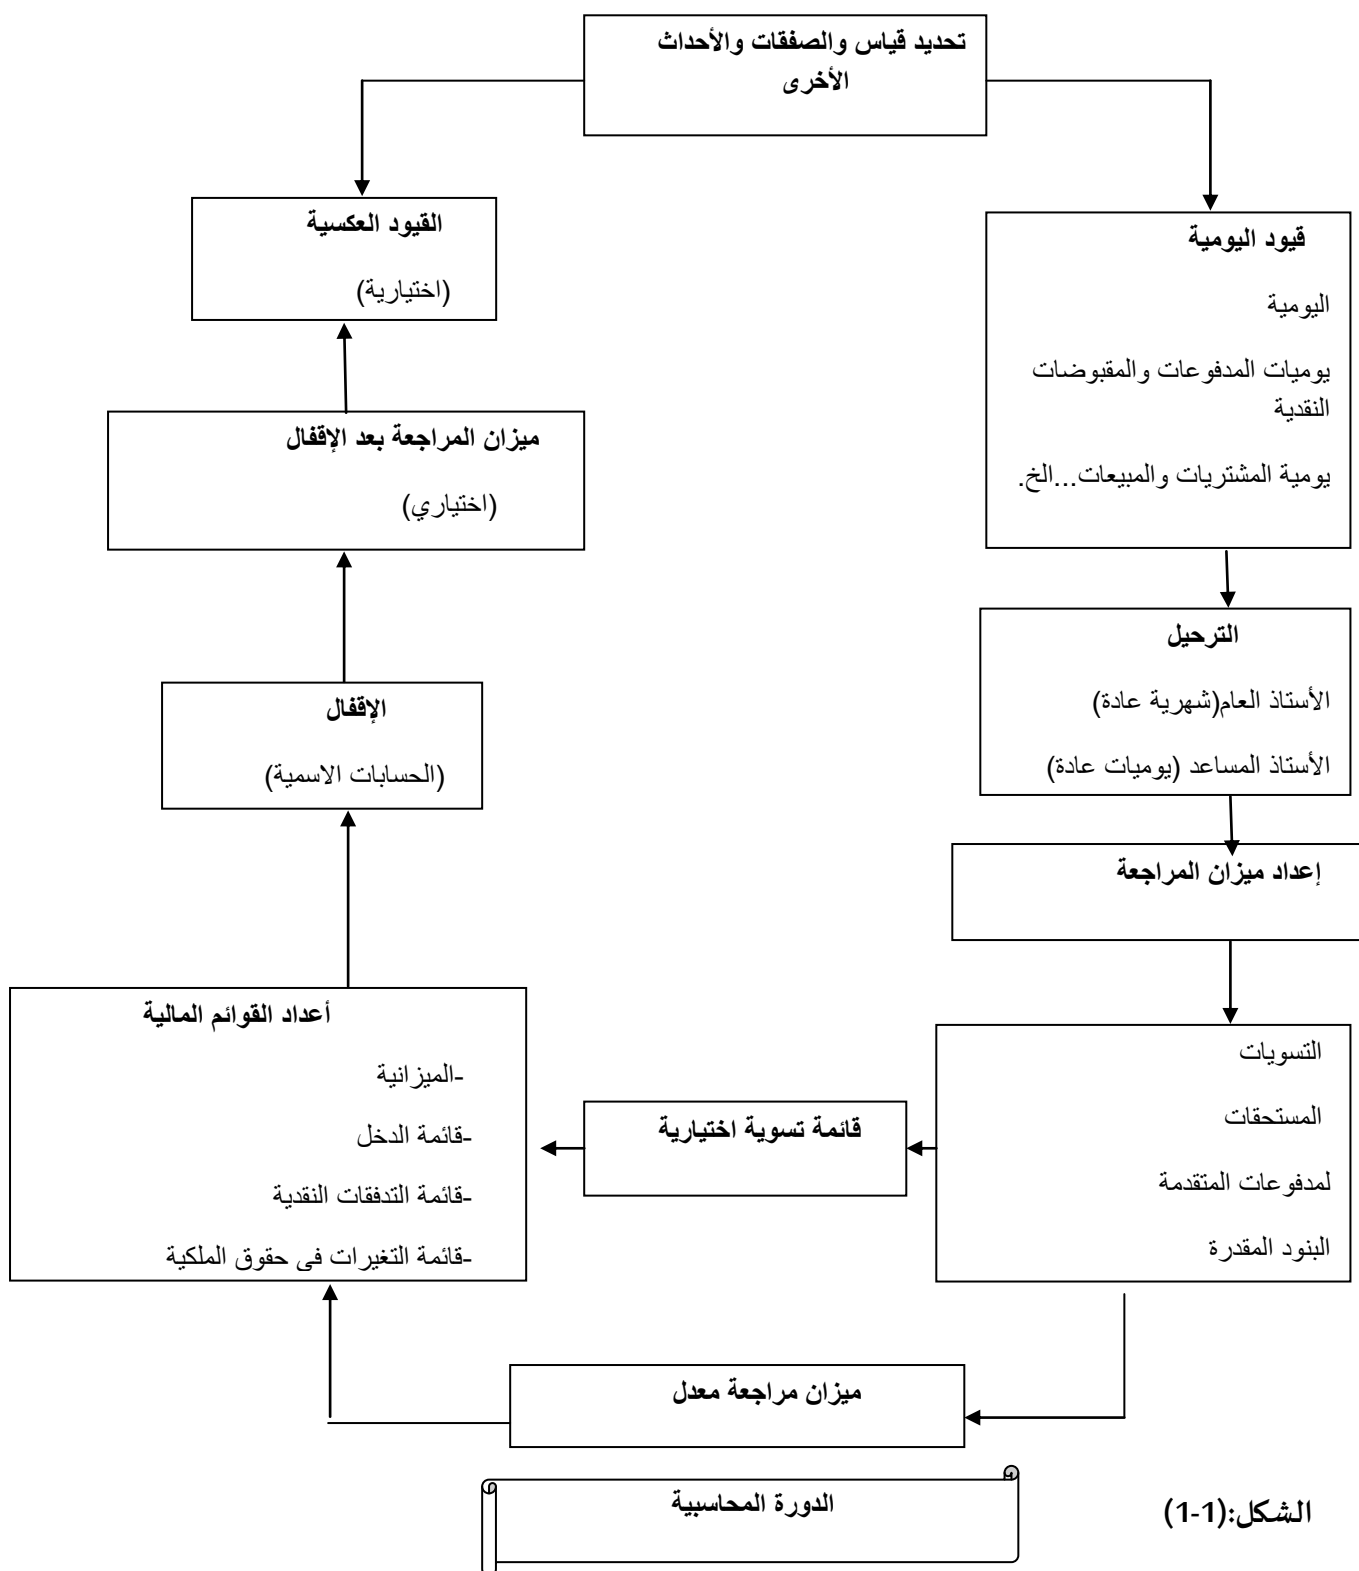 تحديد قياس والصفقات والأحداث
الأخرى
القيود العكسية
(اختيارية)
قيود اليومية
اليومية
يوميات المدفوعات والمقبوضات
النقدية
يومية المشتريات والمبيعات...الخ.
ميزان المراجعة بعد الإقفال
(اختياري)
الترحيل
الأستاذ العام(شهرية عادة)
الأستاذ المساعد (يوميات عادة)
الإقفال
(الحسابات الاسمية)
إعداد ميزان المراجعة
أعداد القوائم المالية
-الميزانية
-قائمة الدخل
-قائمة التدفقات النقدية
-قائمة التغيرات في حقوق الملكية
قائمة تسوية اختيارية
التسويات
المستحقات
لمدفوعات المتقدمة
البنود المقدرة
ميزان مراجعة معدل
الدورة المحاسبية
الشكل:(1-1)